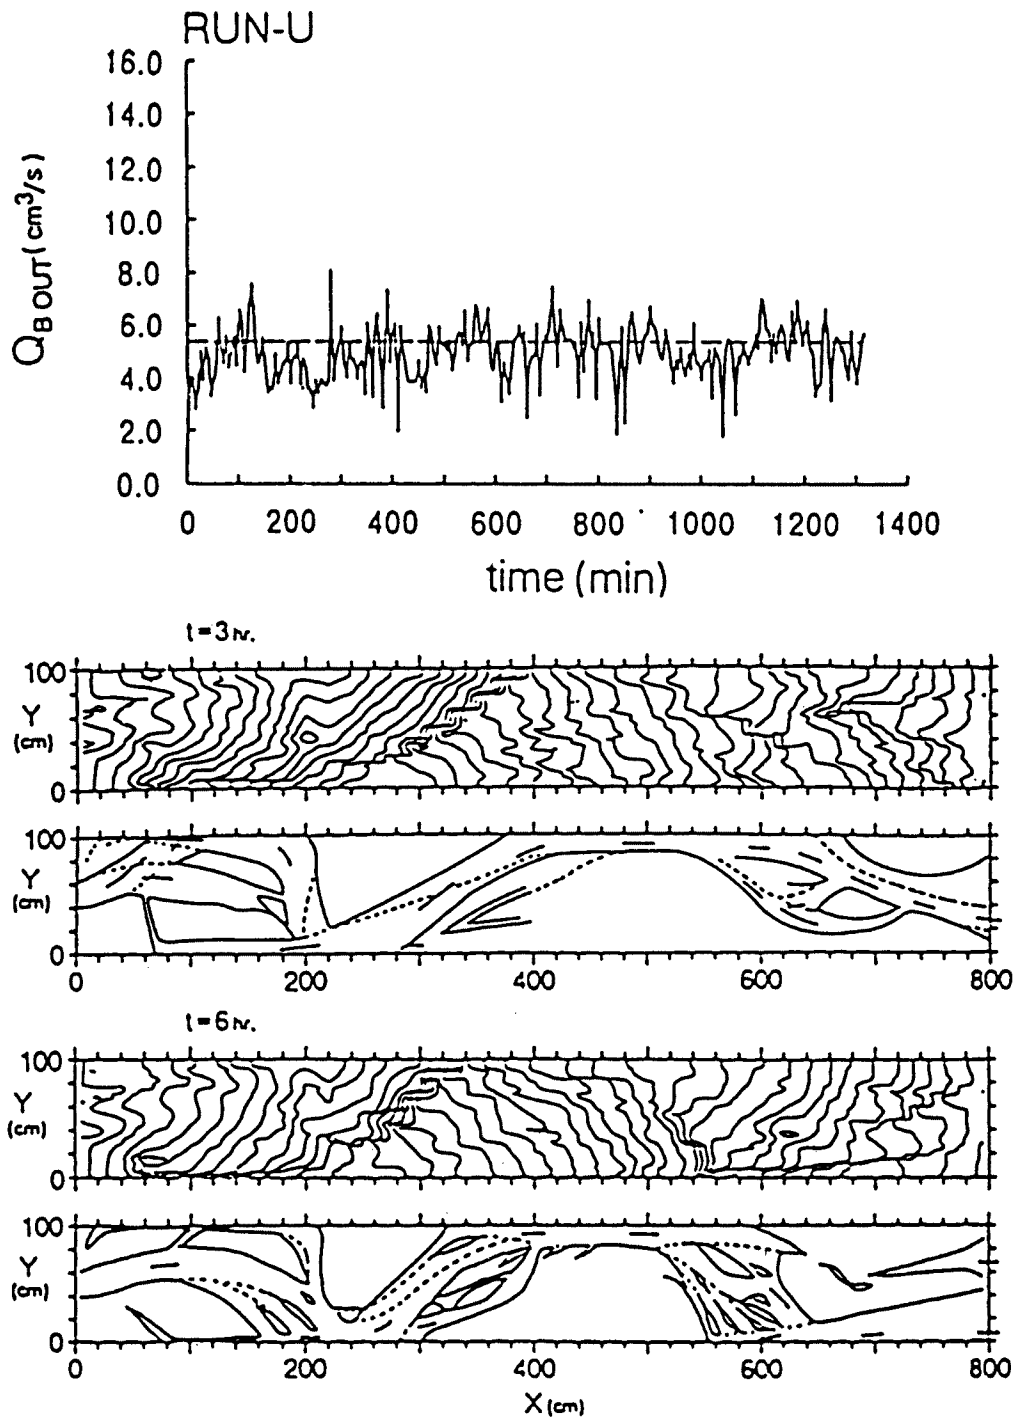 RUN-U
16.0
14.0
12.0
10.0
8.0
6.0
4.0
2.0
0.0
Q B OUT (cm³/s)
0 200 400 600 800 1000 1200 1400
time (min)
t=3 hr.
100
Y
(cm)
0
100
Y
(cm)
0
0 200 400 600 800
t=6 hr.
100
Y
(cm)
0
100
Y
(cm)
0
0 200 400 600 800
X (cm)